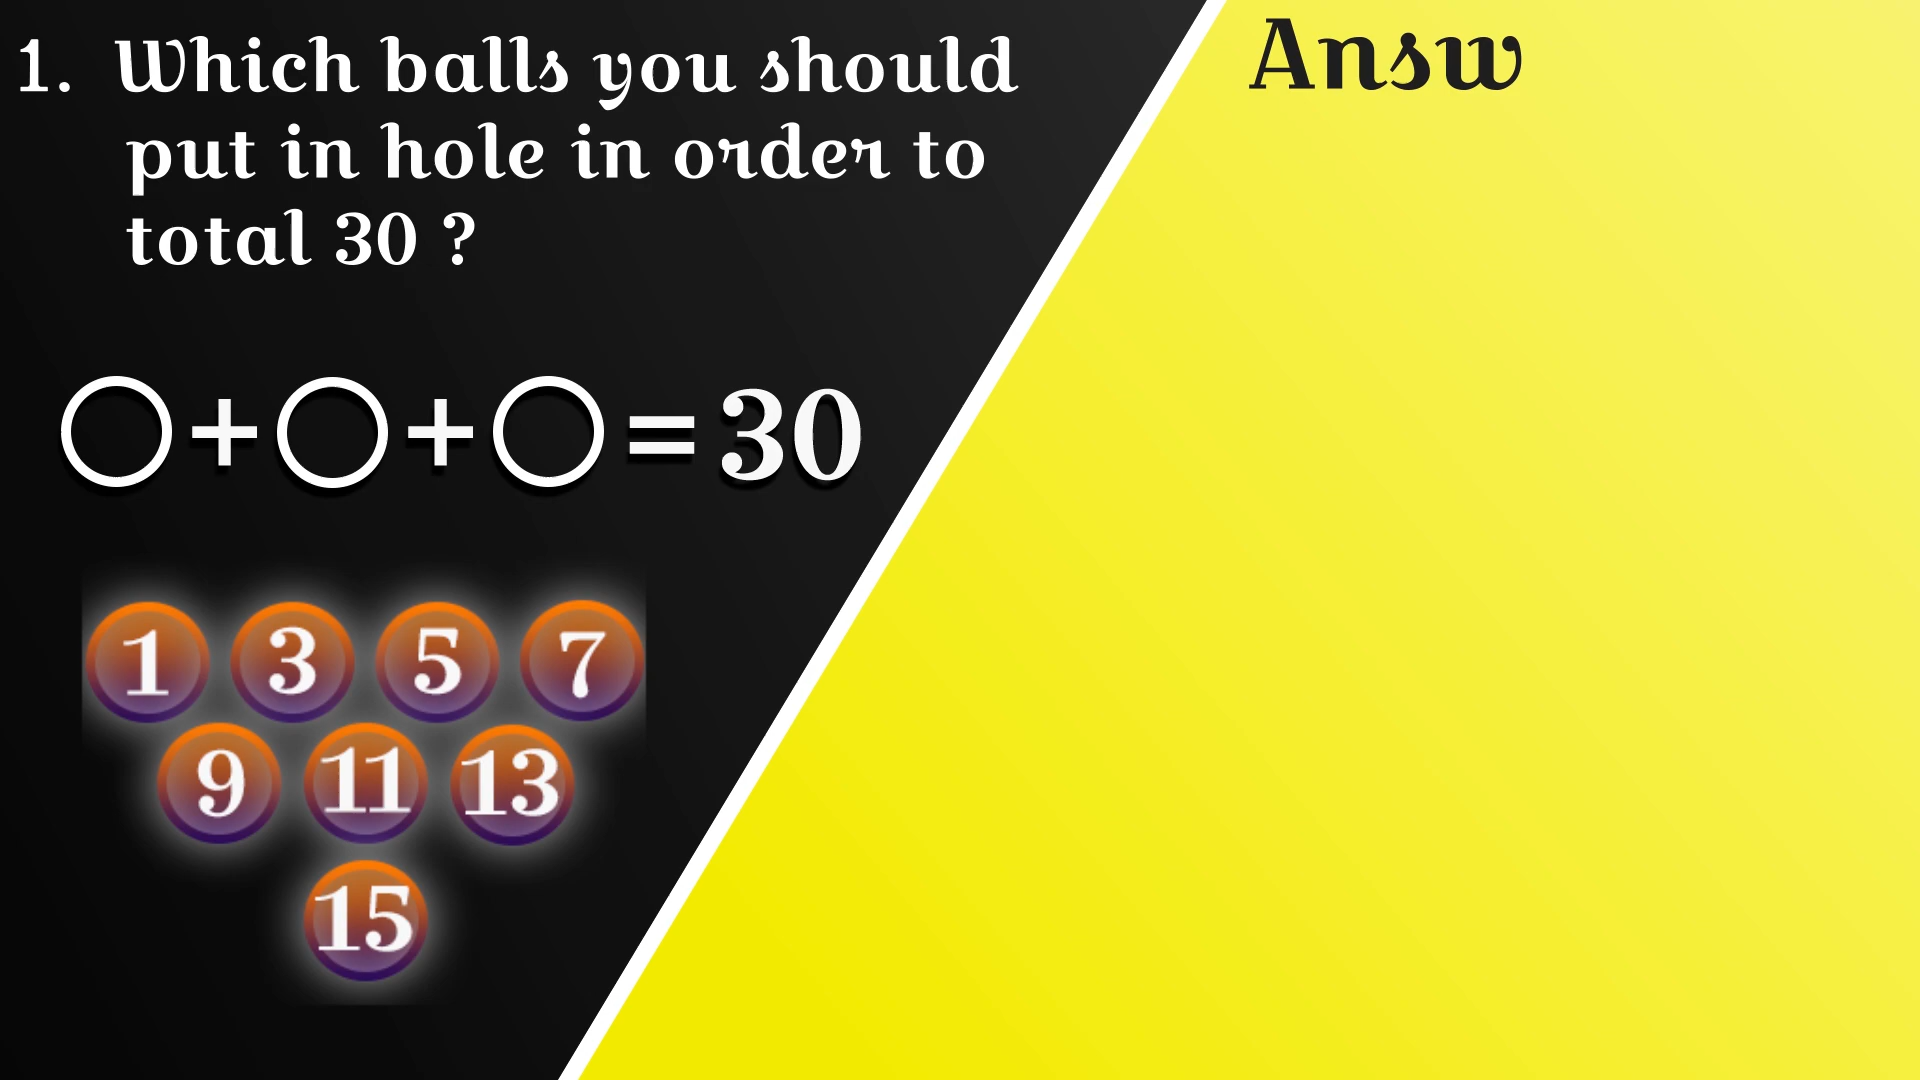 1. Which balls you should
put in hole in order to
total 30 ?
○+○+○=30
1 3 5 7
9 11 13
15
Answ